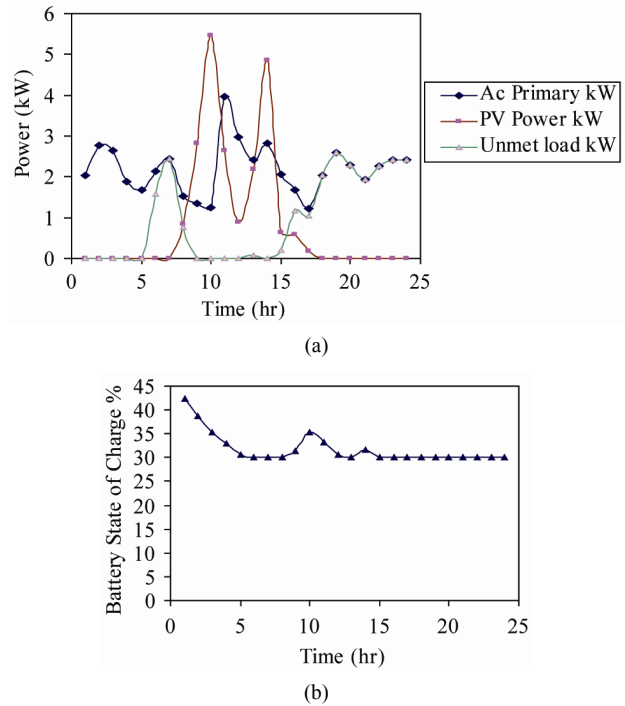 6
5
4
3
2
1
0
Power (kW)
0 5 10 15 20 25
Time (hr)
Ac Primary kW
PV Power kW
Unmet load kW
(a)
45
40
35
30
25
20
15
10
5
0
Battery State of Charge %
0 5 10 15 20 25
Time (hr)
(b)